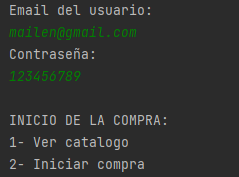 Email del usuario:
mailen@gmail.com
Contraseña:
123456789
INICIO DE LA COMPRA:
1- Ver catalogo
2- Iniciar compra